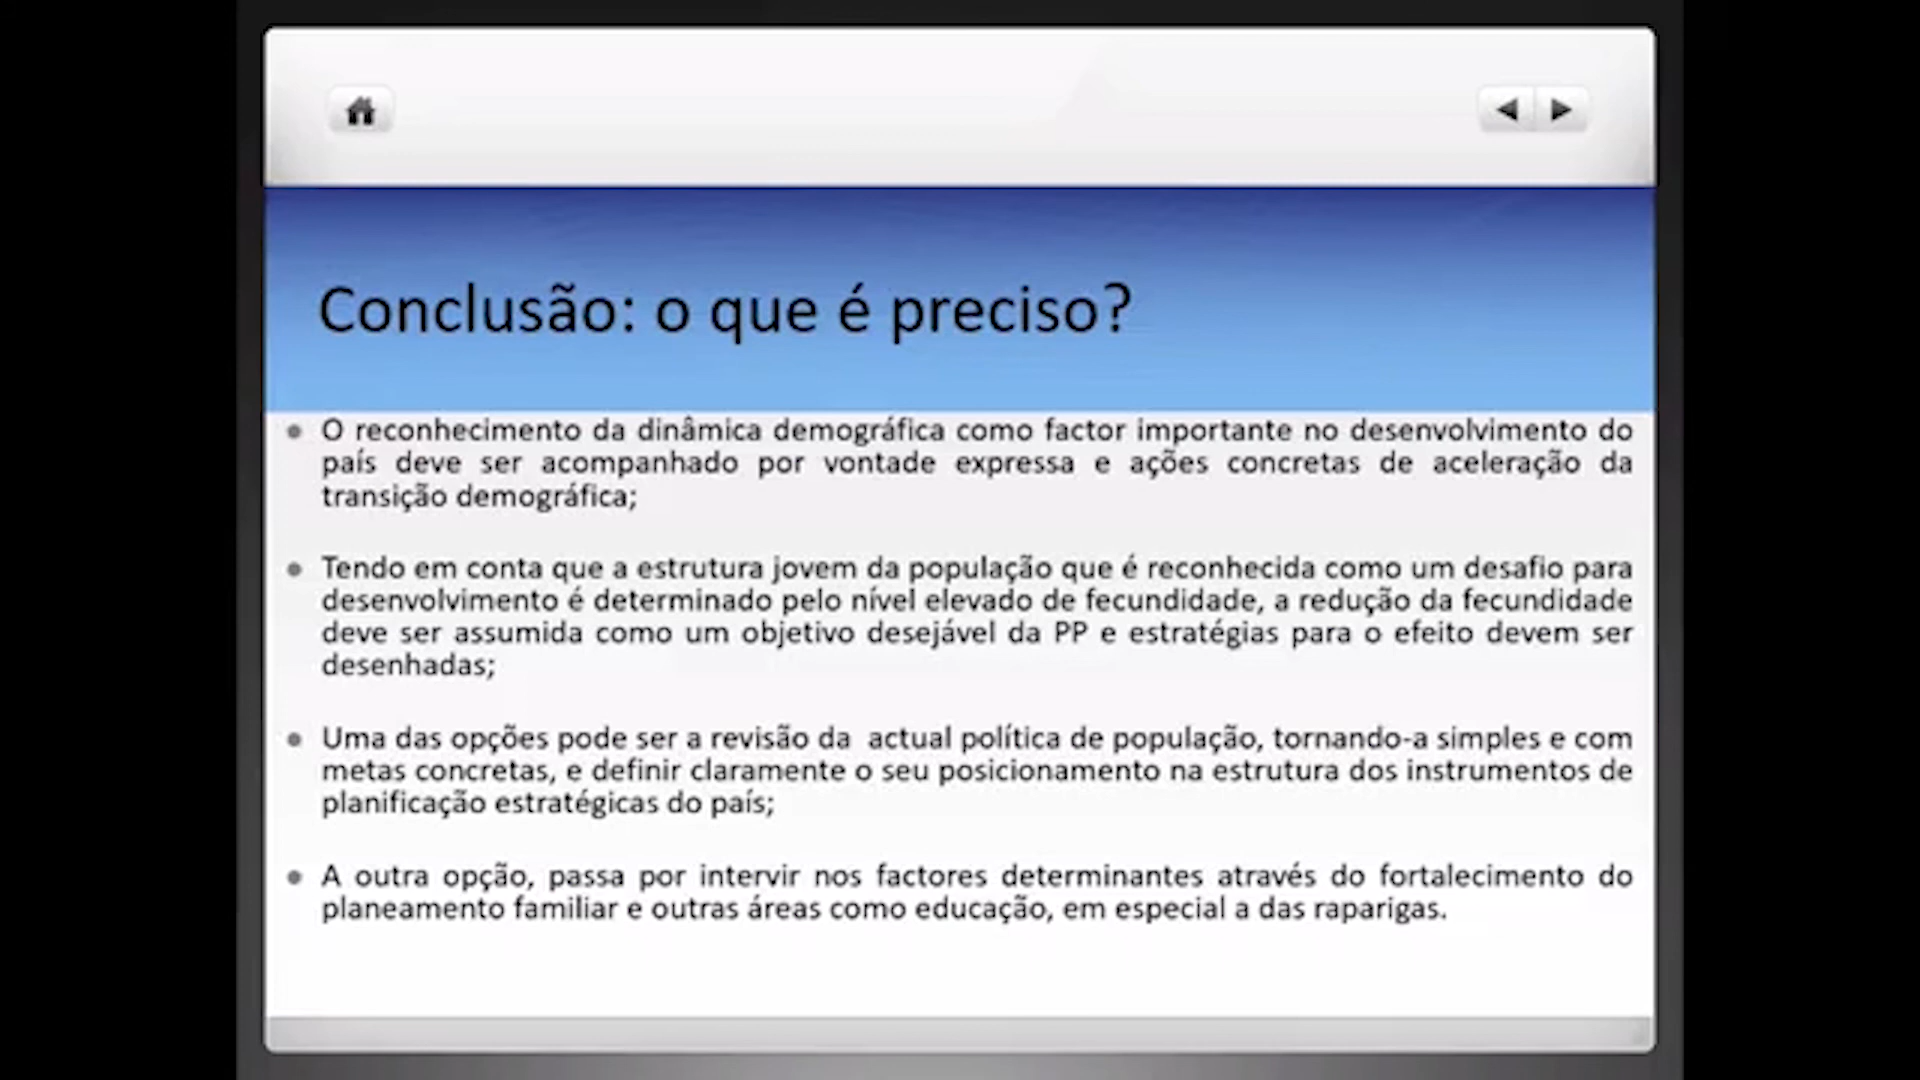 Conclusão: o que é preciso?
O reconhecimento da dinâmica demográfica como factor importante no desenvolvimento do
país deve ser acompanhado por vontade expressa e ações concretas de aceleração da
transição demográfica;
Tendo em conta que a estrutura jovem da população que é reconhecida como um desafio para
desenvolvimento é determinado pelo nível elevado de fecundidade, a redução da fecundidade
deve ser assumida como um objetivo desejável da PP e estratégias para o efeito devem ser
desenhadas;
Uma das opções pode ser a revisão da  actual política de população, tornando-a simples e com
metas concretas, e definir claramente o seu posicionamento na estrutura dos instrumentos de
planificação estratégicas do país;
A outra opção, passa por intervir nos factores determinantes através do fortalecimento do
planeamento familiar e outras áreas como educação, em especial a das raparigas.